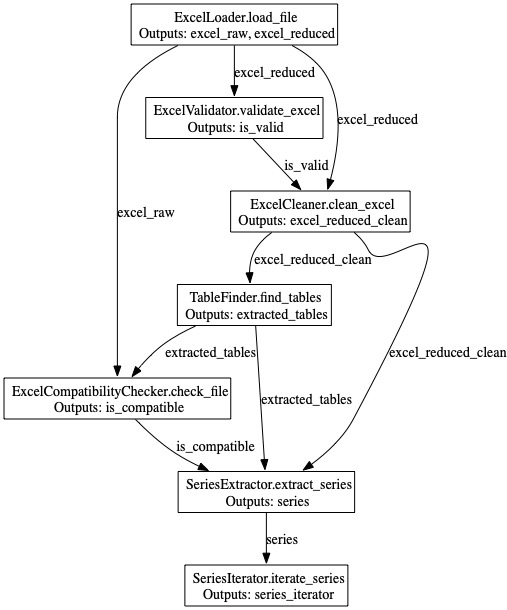 ExcelLoader.load_file
Outputs: excel_raw, excel_reduced
excel_reduced
ExcelValidator.validate_excel
Outputs: is_valid
excel_reduced
is_valid
ExcelCleaner.clean_excel
Outputs: excel_reduced_clean
excel_raw
excel_reduced_clean
TableFinder.find_tables
Outputs: extracted_tables
extracted_tables
excel_reduced_clean
ExcelCompatibilityChecker.check_file
Outputs: is_compatible
extracted_tables
is_compatible
SeriesExtractor.extract_series
Outputs: series
series
SeriesIterator.iterate_series
Outputs: series_iterator